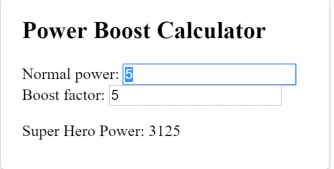 Power Boost Calculator
Normal power: 5
Boost factor: 5
Super Hero Power: 3125